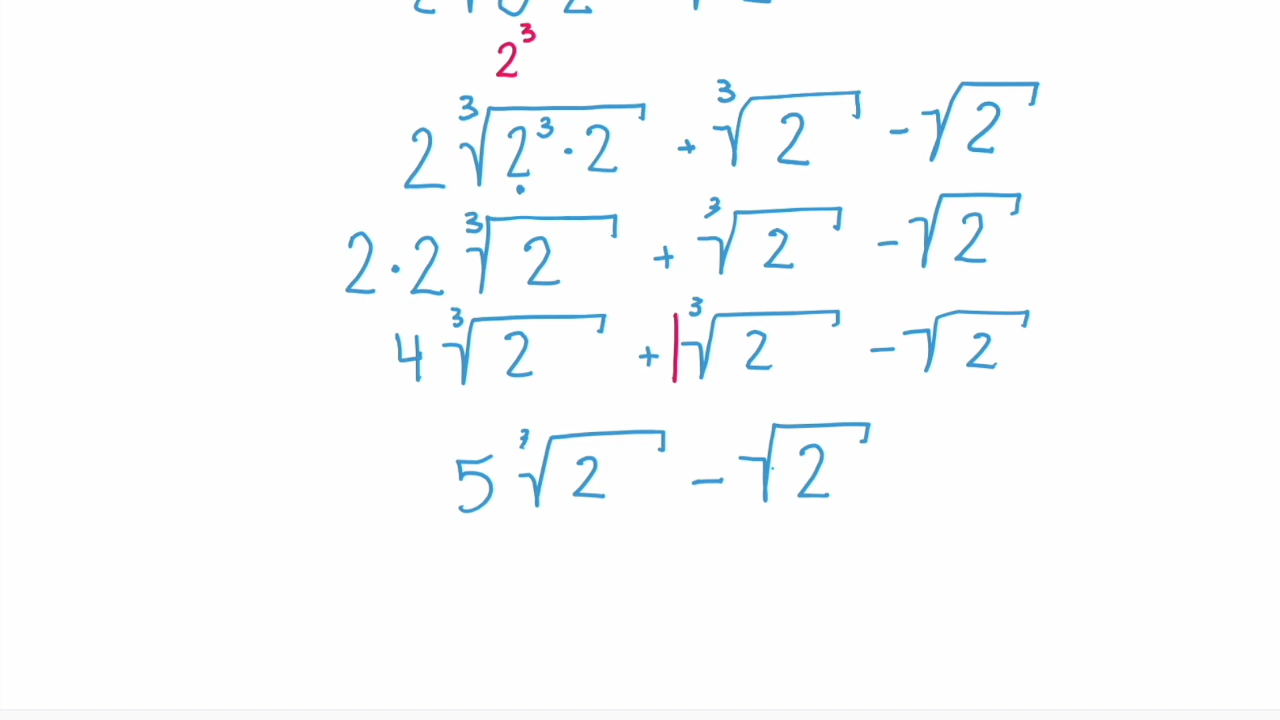 2³
2 ∛(2³ · 2) + ∛2 - √2
2 · 2 ∛2 + ∛2 - √2
4 ∛2 + 1 ∛2 - √2
5 ∛2 - √2